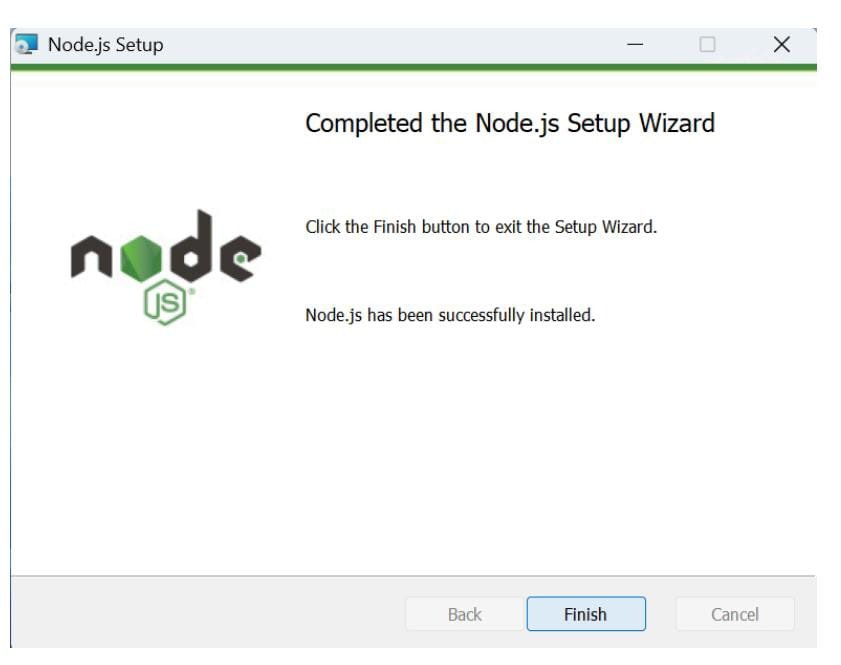 Node.js Setup
Completed the Node.js Setup Wizard
Click the Finish button to exit the Setup Wizard.
node
JS®
Node.js has been successfully installed.
Back
Finish
Cancel